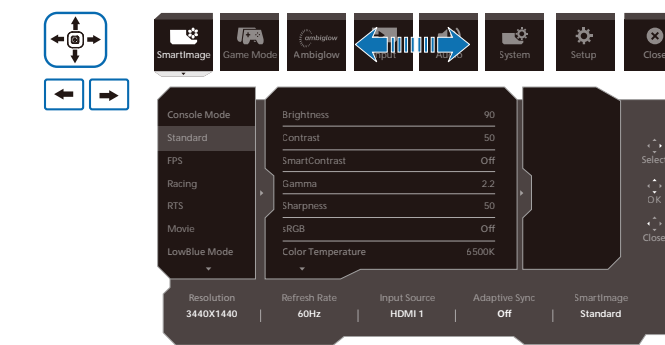 SmartImage Game Mode ambiglow Ambiglow Input Audio System Setup Close
Console Mode Brightness 90
Standard Contrast 50
FPS SmartContrast Off
Racing Gamma 2.2
RTS Sharpness 50
Movie sRGB Off
LowBlue Mode Color Temperature 6500K
Select
OK
Close
Resolution Refresh Rate Input Source Adaptive Sync SmartImage
3440X1440 | 60Hz | HDMI 1 | Off | Standard